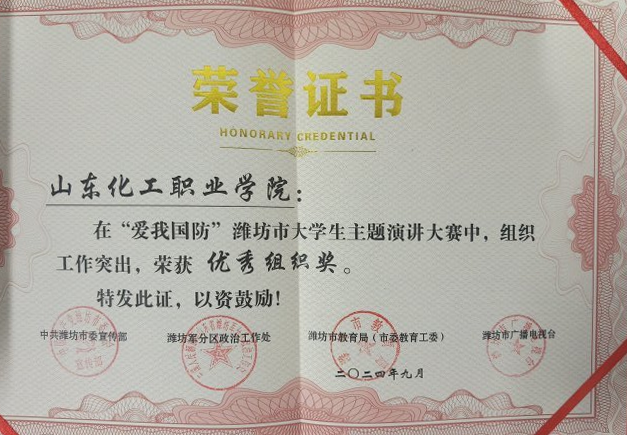 荣誉证书
HONORARY CREDENTIAL
山东化工职业学院：
在“爱我国防”潍坊市大学生主题演讲大赛中，组织
工作突出，荣获 优秀组织奖。
特发此证，以资鼓励！
中共潍坊市委宣传部 潍坊军分区政治工作处 潍坊市教育局（市委教育工委） 潍坊市广播电视台
二〇二四年九月